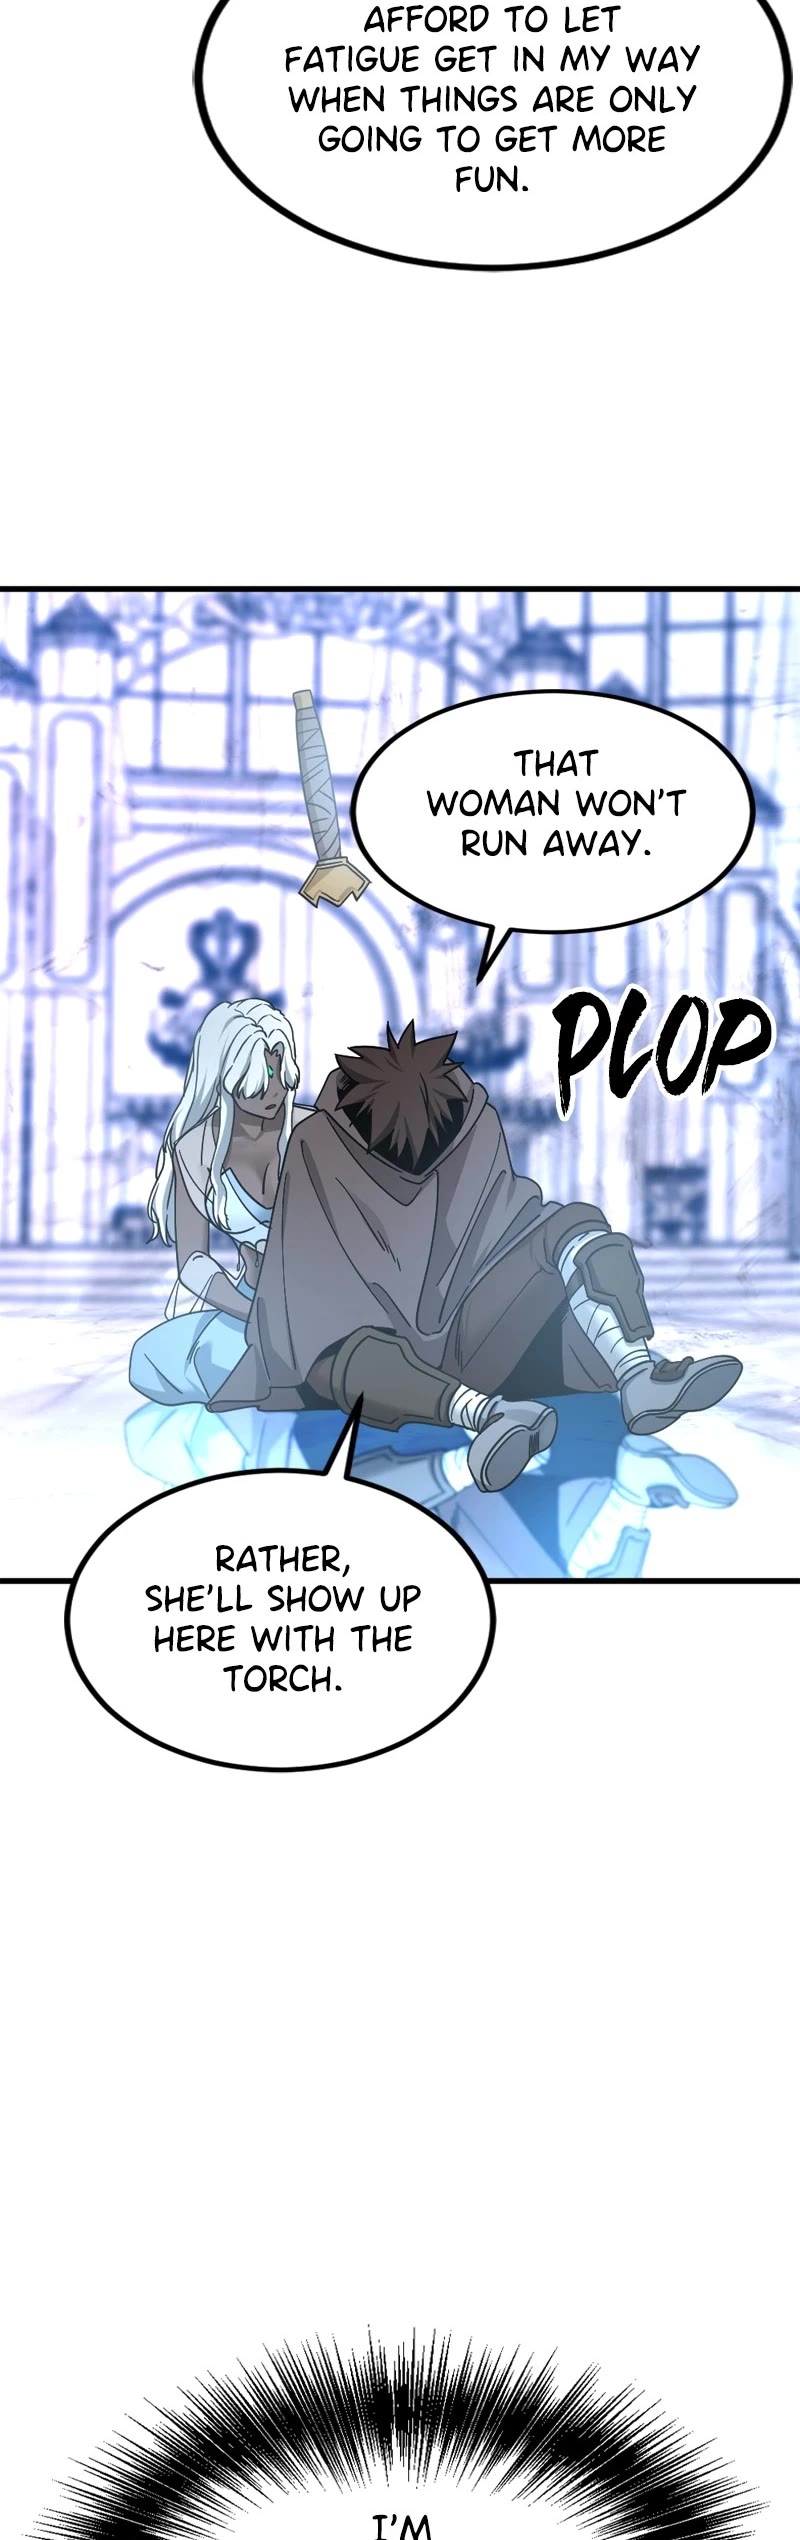 AFFORD TO LET
FATIGUE GET IN MY WAY
WHEN THINGS ARE ONLY
GOING TO GET MORE
FUN.
THAT
WOMAN WON'T
RUN AWAY.
PLOP
RATHER,
SHE'LL SHOW UP
HERE WITH THE
TORCH.
I'M